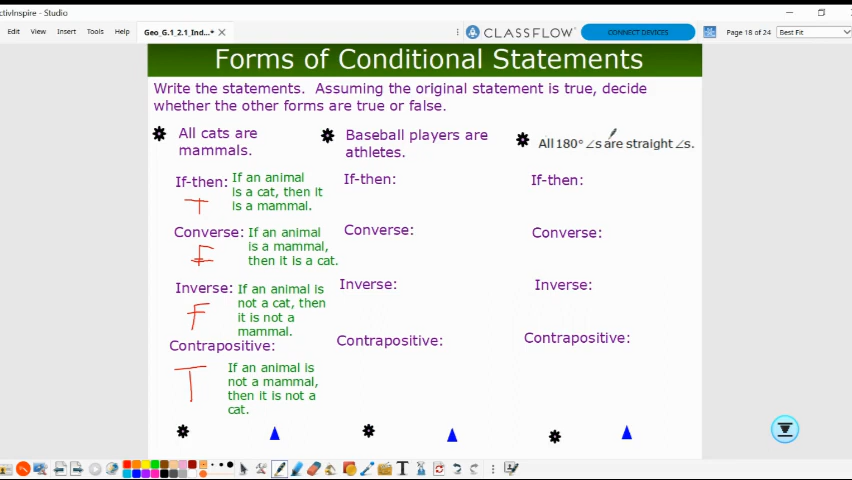 ctivInspire - Studio
Edit View Insert Tools Help Geo_G.1_2.1_Ind...* CLASSFLOW CONNECT DEVICES Page 18 of 24 Best Fit
Forms of Conditional Statements
Write the statements. Assuming the original statement is true, decide
whether the other forms are true or false.
All cats are
mammals.
If-then: If an animal
is a cat, then it
is a mammal.
T
Converse: If an animal
is a mammal,
then it is a cat.
F
Inverse: If an animal is
not a cat, then
it is not a
mammal.
F
Contrapositive:
If an animal is
not a mammal,
then it is not a
cat.
T
Baseball players are
athletes.
If-then:
Converse:
Inverse:
Contrapositive:
All 180° ∠s are straight ∠s.
If-then:
Converse:
Inverse:
Contrapositive: